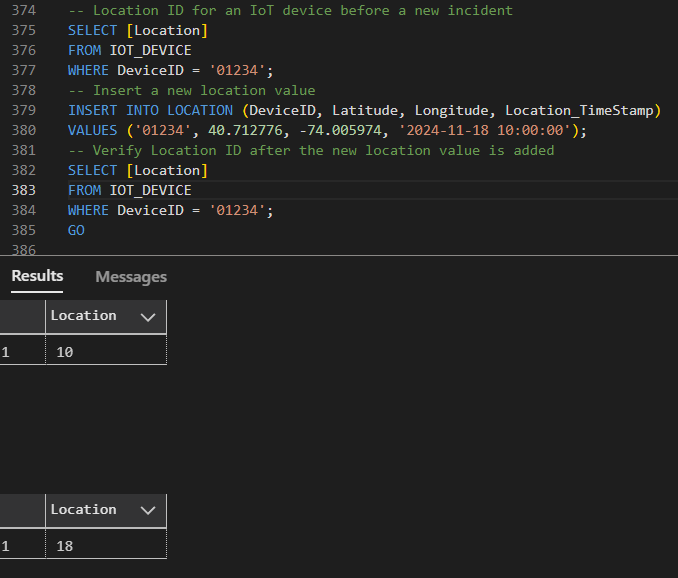 374 -- Location ID for an IoT device before a new incident
375 SELECT [Location]
376 FROM IOT_DEVICE
377 WHERE DeviceID = '01234';
378 -- Insert a new location value
379 INSERT INTO LOCATION (DeviceID, Latitude, Longitude, Location_TimeStamp)
380 VALUES ('01234', 40.712776, -74.005974, '2024-11-18 10:00:00');
381 -- Verify Location ID after the new location value is added
382 SELECT [Location]
383 FROM IOT_DEVICE
384 WHERE DeviceID = '01234';
385 GO
386
Results Messages
Location
1 10
Location
1 18